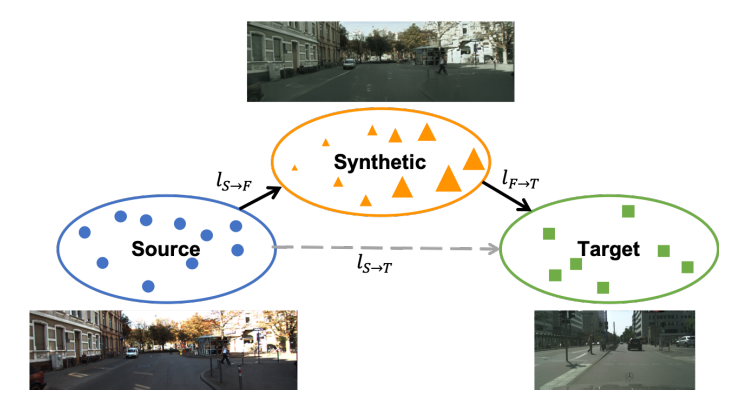 Synthetic
l_{S→F}
l_{F→T}
Source
Target
l_{S→T}